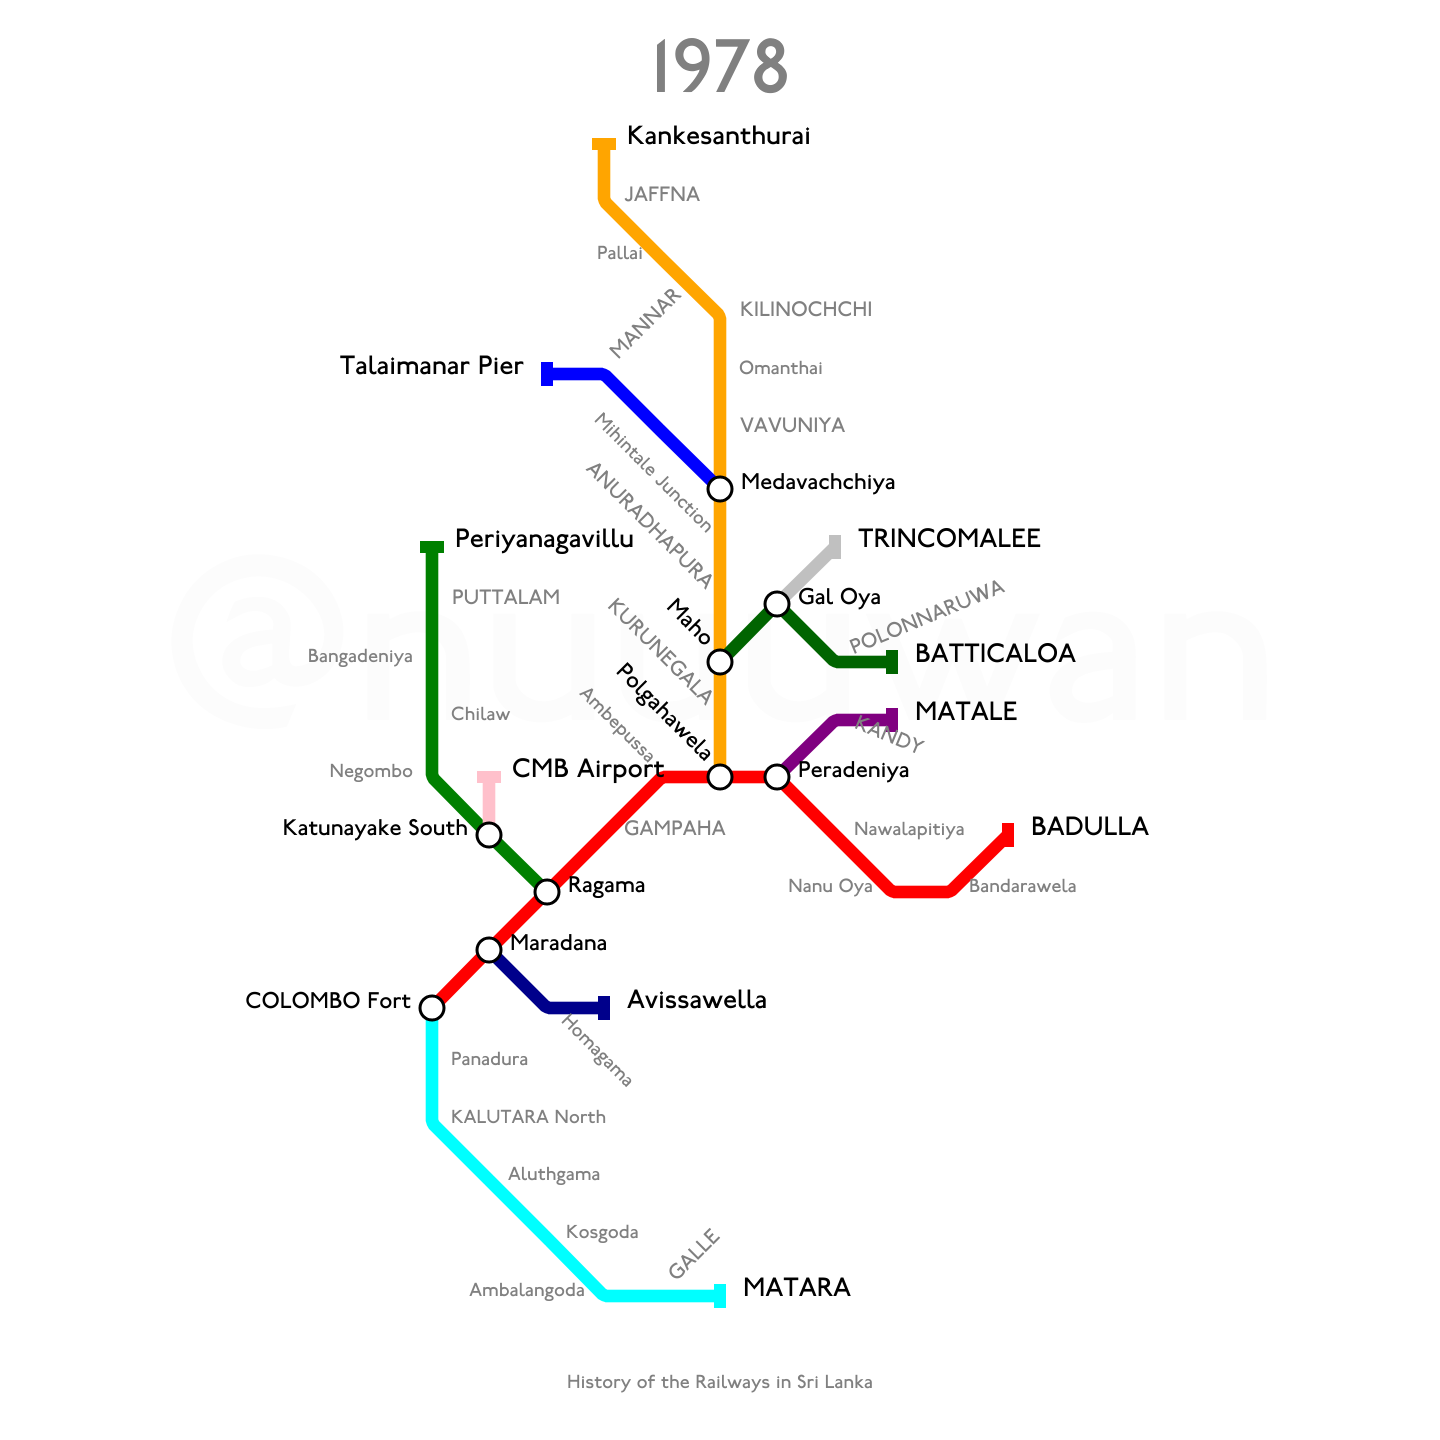 1978
Kankesanthurai
JAFFNA
Pallai
MANNAR
KILINOCHCHI
Talaimanar Pier
Omanthai
Mihintale Junction
VAVUNIYA
ANURADHAPURA
Medavachchiya
Periyanagavillu
TRINCOMALEE
PUTTALAM
KURUNEGALA
Maho
Gal Oya
POLONNARUWA
Bangadeniya
Polgahawela
BATTICALOA
Chilaw
Ambepussa
MATALE
KANDY
Negombo
CMB Airport
Peradeniya
Katunayake South
GAMPAHA
Nawalapitiya
BADULLA
Ragama
Nanu Oya
Bandarawela
Maradana
COLOMBO Fort
Avissawella
Homagama
Panadura
KALUTARA North
Aluthgama
Kosgoda
GALLE
Ambalangoda
MATARA
History of the Railways in Sri Lanka